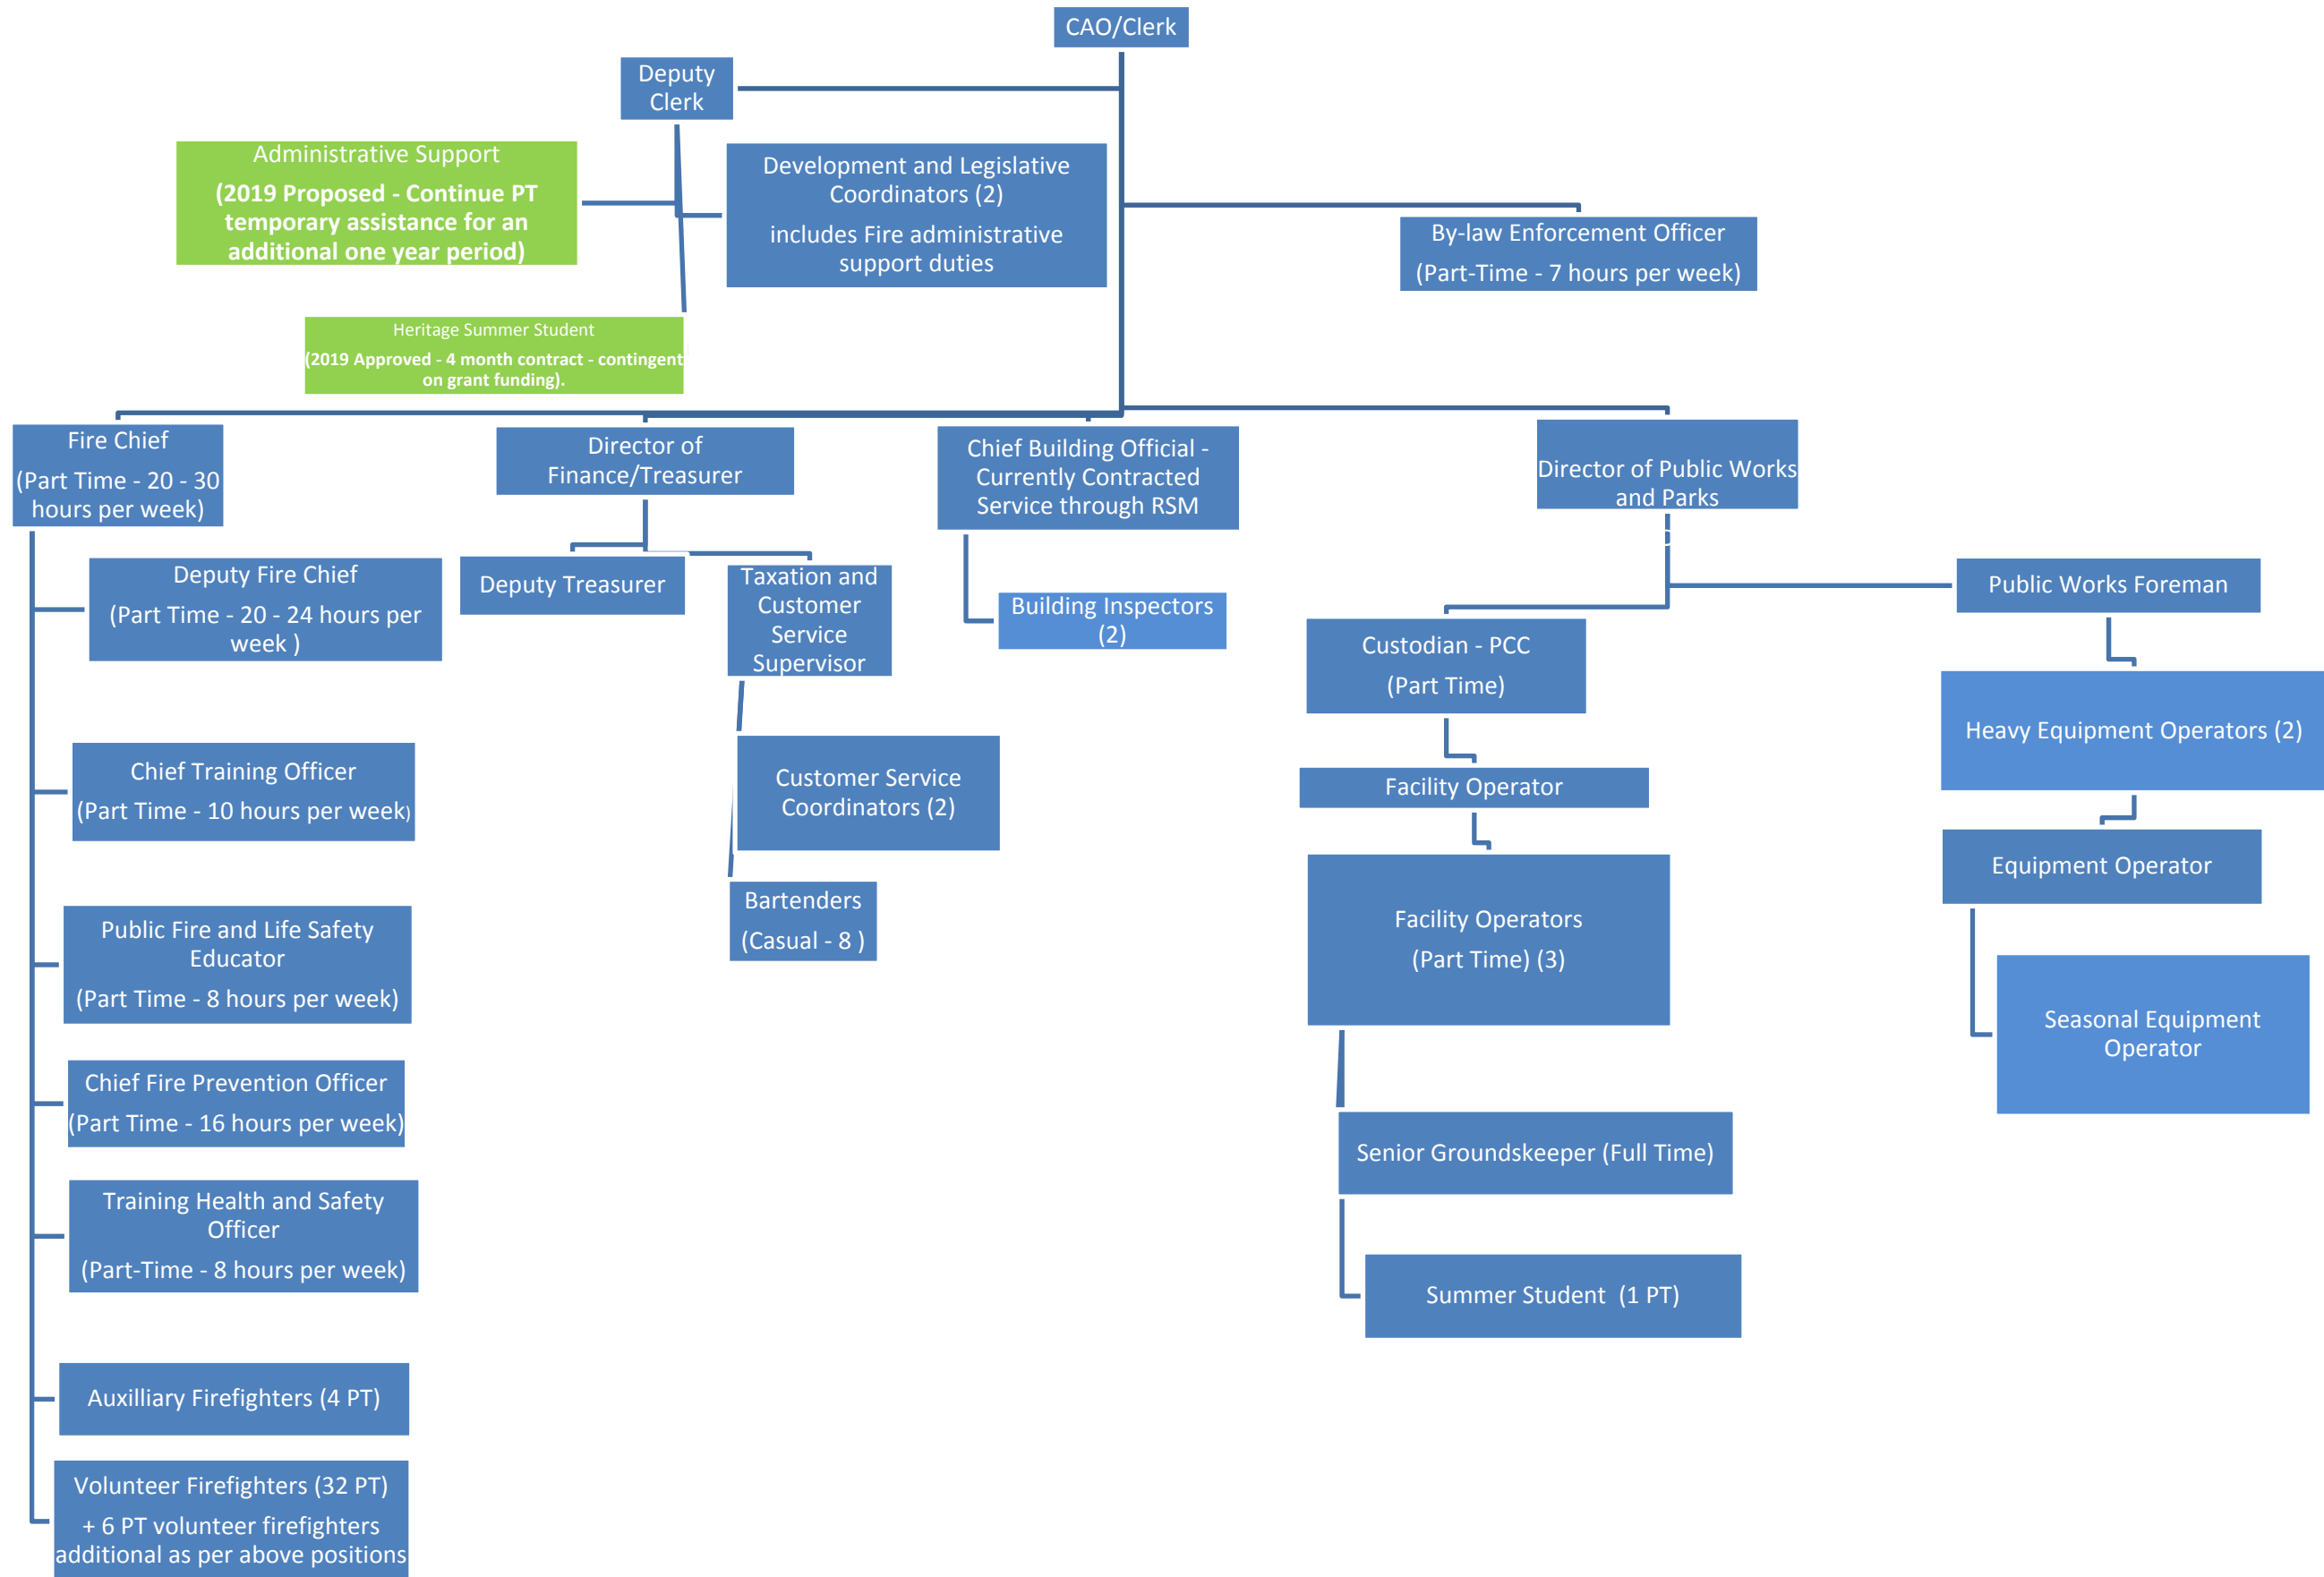 CAO/Clerk
Deputy
Clerk
Administrative Support
(2019 Proposed - Continue PT
temporary assistance for an
additional one year period)
Development and Legislative
Coordinators (2)
includes Fire administrative
support duties
By-law Enforcement Officer
(Part-Time - 7 hours per week)
Heritage Summer Student
(2019 Approved - 4 month contract - contingent
on grant funding).
Fire Chief
(Part Time - 20 - 30
hours per week)
Director of
Finance/Treasurer
Chief Building Official -
Currently Contracted
Service through RSM
Director of Public Works
and Parks
Deputy Fire Chief
(Part Time - 20 - 24 hours per
week )
Deputy Treasurer
Taxation and
Customer
Service
Supervisor
Building Inspectors
(2)
Custodian - PCC
(Part Time)
Public Works Foreman
Chief Training Officer
(Part Time - 10 hours per week)
Customer Service
Coordinators (2)
Facility Operator
Heavy Equipment Operators (2)
Public Fire and Life Safety
Educator
(Part Time - 8 hours per week)
Bartenders
(Casual - 8 )
Facility Operators
(Part Time) (3)
Equipment Operator
Chief Fire Prevention Officer
(Part Time - 16 hours per week)
Senior Groundskeeper (Full Time)
Seasonal Equipment
Operator
Training Health and Safety
Officer
(Part-Time - 8 hours per week)
Summer Student  (1 PT)
Auxilliary Firefighters (4 PT)
Volunteer Firefighters (32 PT)
+ 6 PT volunteer firefighters
additional as per above positions